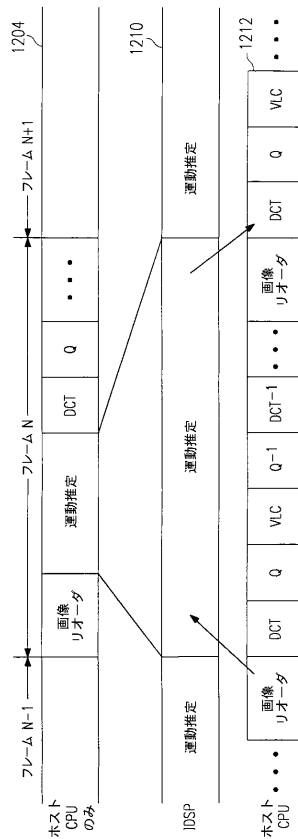 フレーム N-1
フレーム N
フレーム N+1
1204
ホスト
CPU
のみ
画像
リオーダ
運動推定
DCT
Q
•••
1210
IDSP
運動推定
運動推定
運動推定
1212
ホスト
CPU
•••
画像
リオーダ
DCT
Q
VLC
Q⁻¹
DCT⁻¹
•••
画像
リオーダ
DCT
Q
VLC
•••